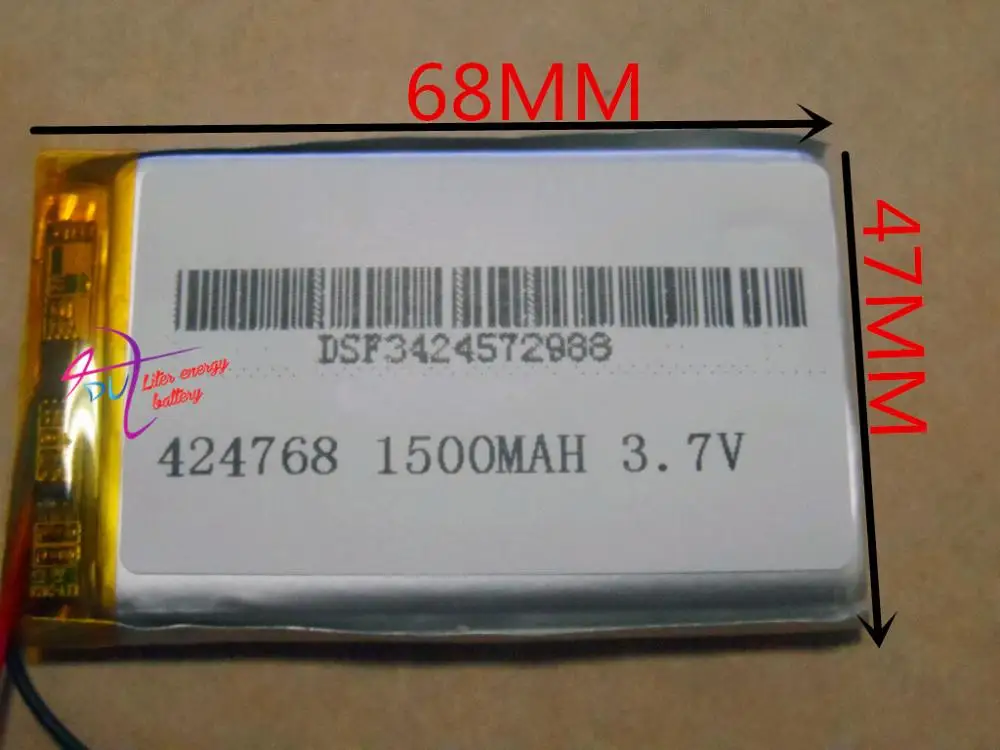 68MM
47MM
DSF3424572988
Liter energy
battery
424768 1500MAH 3.7V